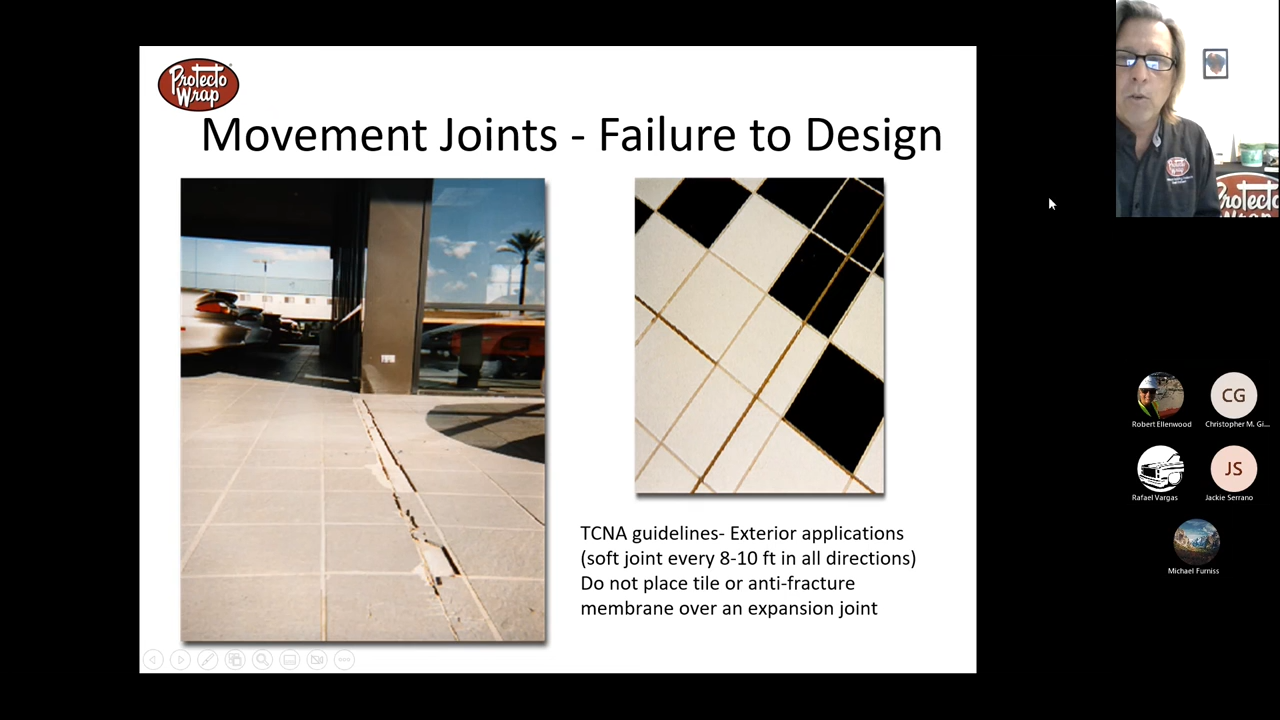 Protecto
Wrap
Movement Joints - Failure to Design
TCNA guidelines- Exterior applications
(soft joint every 8-10 ft in all directions)
Do not place tile or anti-fracture
membrane over an expansion joint
Protecto
Wrap
CG
Robert Ellenwood
Christopher M. Gi...
JS
Rafael Vargas
Jackie Serrano
Michael Furniss